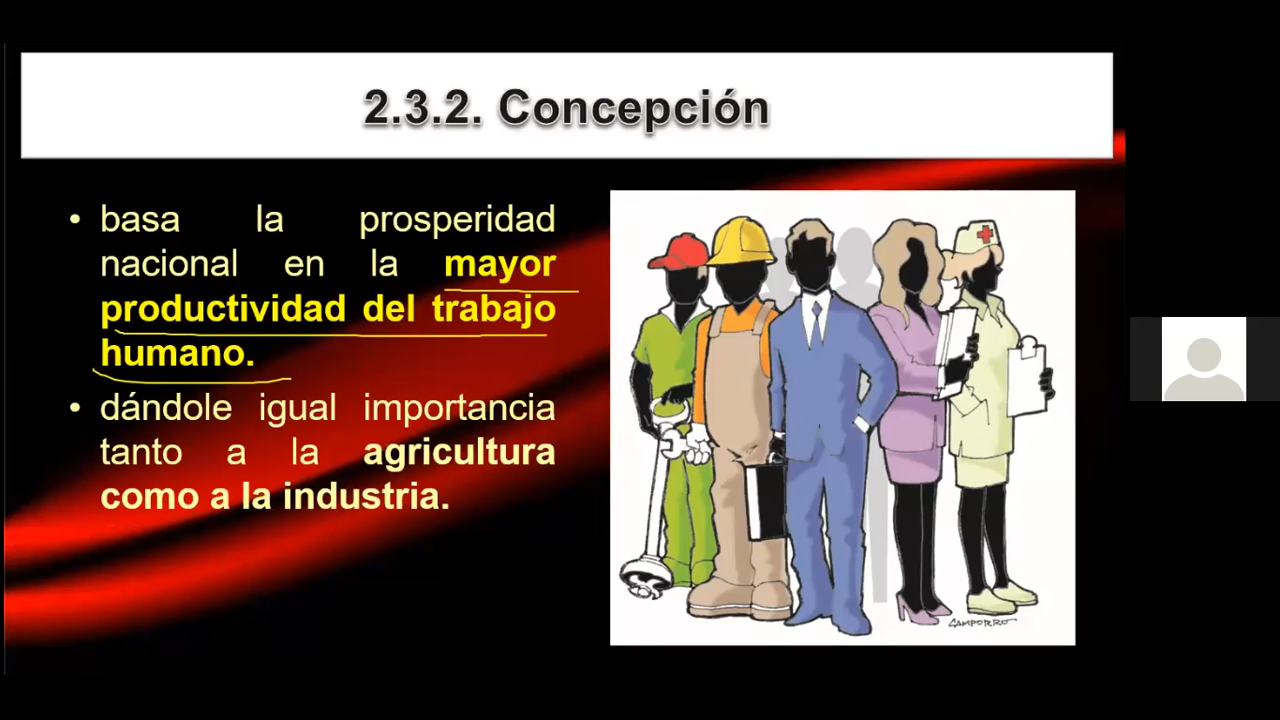 2.3.2. Concepción
• basa la prosperidad
nacional en la mayor
productividad del trabajo
humano.
• dándole igual importancia
tanto a la agricultura
como a la industria.
CAMPORRO